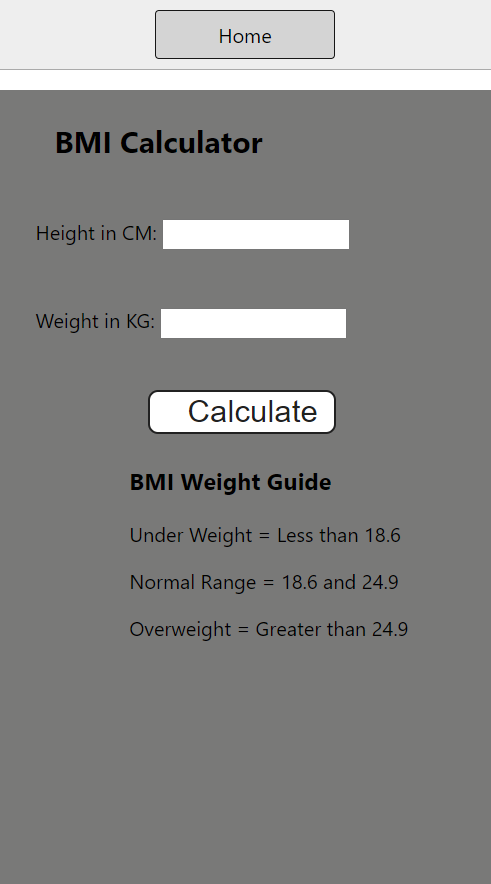 Home
BMI Calculator
Height in CM:
Weight in KG:
Calculate
BMI Weight Guide
Under Weight = Less than 18.6
Normal Range = 18.6 and 24.9
Overweight = Greater than 24.9